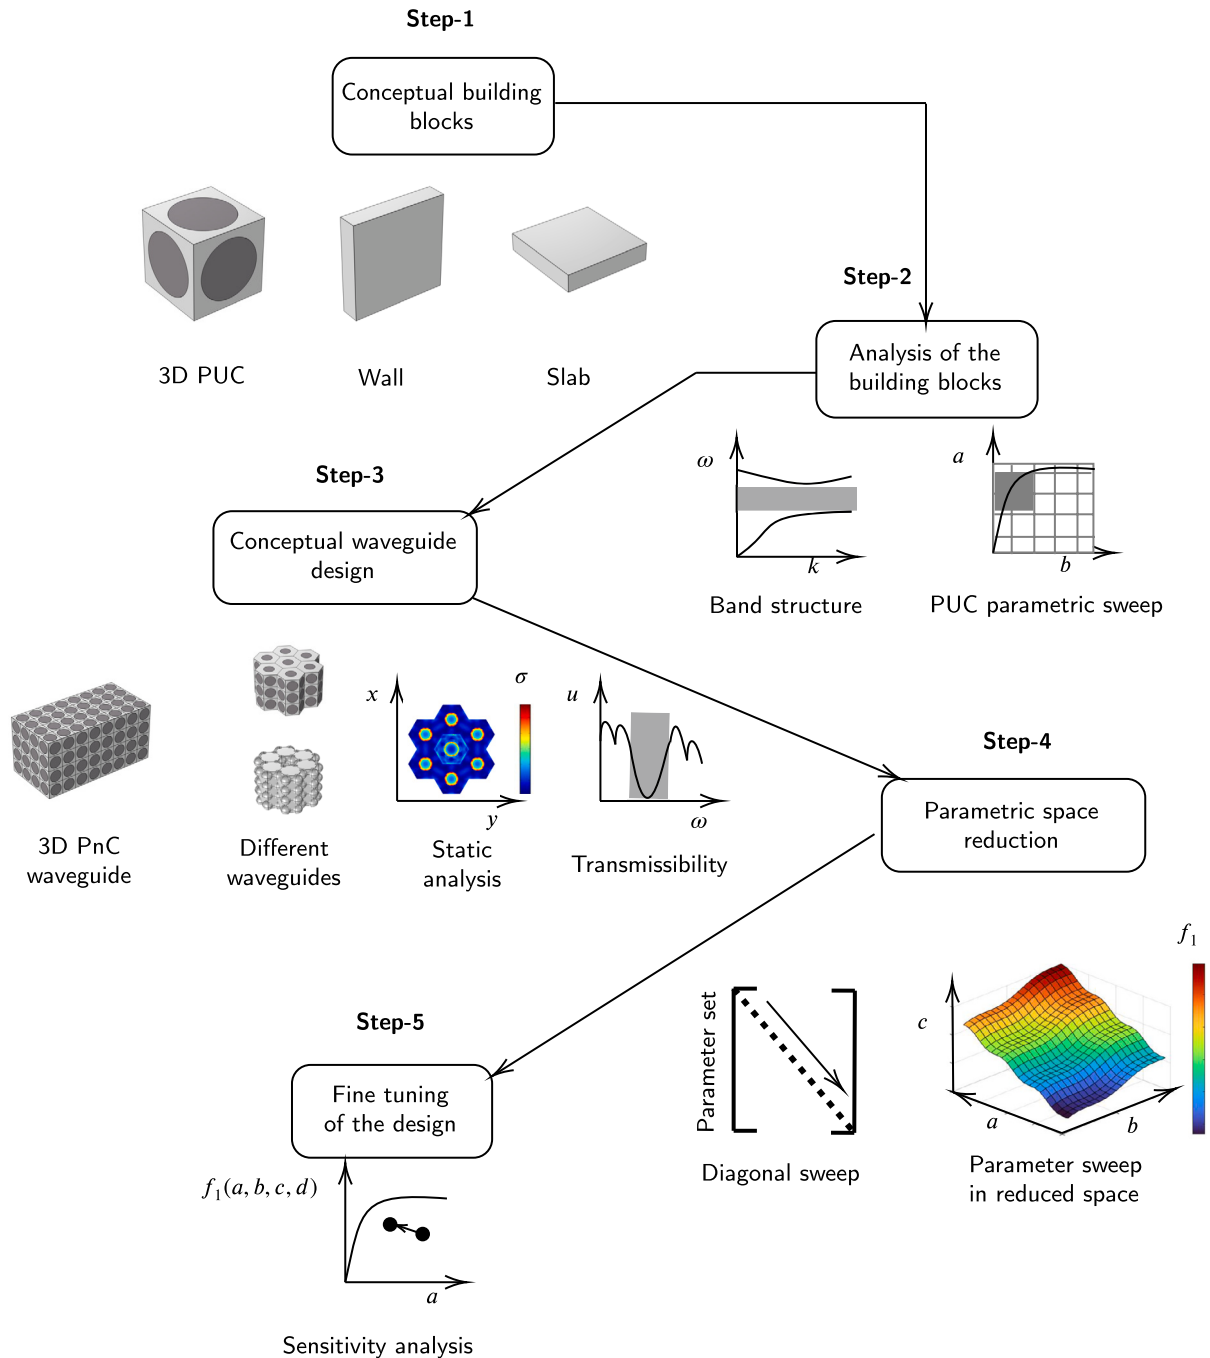 Step-1
Conceptual building
blocks
3D PUC
Wall
Slab
Step-2
Analysis of the
building blocks
ω
k
Band structure
a
b
PUC parametric sweep
Step-3
Conceptual waveguide
design
3D PnC
waveguide
Different
waveguides
x
y
σ
Static
analysis
u
ω
Transmissibility
Step-4
Parametric space
reduction
Parameter set
Diagonal sweep
c
a
b
f₁
Parameter sweep
in reduced space
Step-5
Fine tuning
of the design
f₁(a, b, c, d)
a
Sensitivity analysis